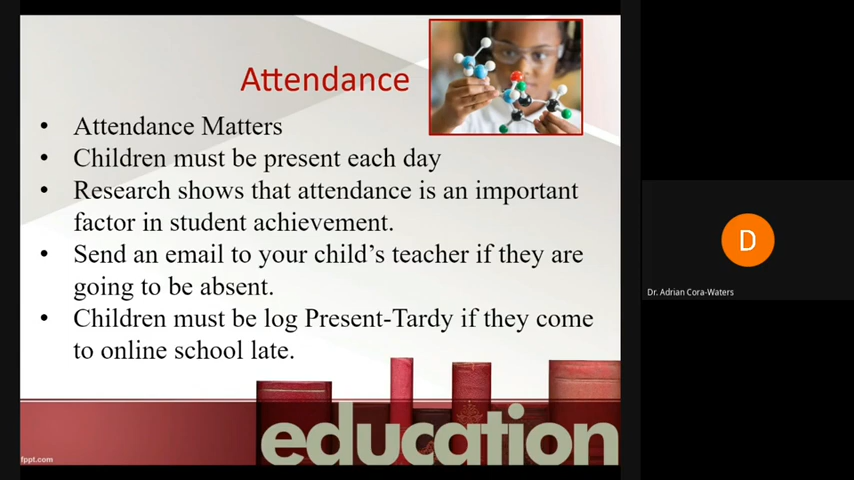 Attendance
• Attendance Matters
• Children must be present each day
• Research shows that attendance is an important
factor in student achievement.
• Send an email to your child’s teacher if they are
going to be absent.
• Children must be log Present-Tardy if they come
to online school late.
education
fppt.com
D
Dr. Adrian Cora-Waters